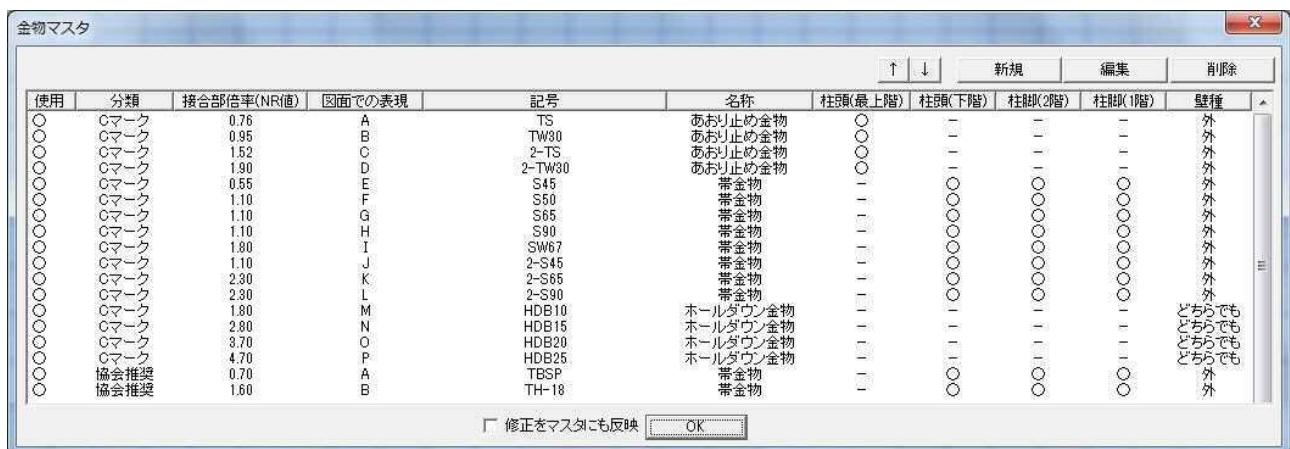 金物マスタ
↑ ↓ 新規 編集 削除
使用 分類 接合部倍率(NR値) 図面での表現 記号 名称 柱頭(最上階) 柱頭(下階) 柱脚(2階) 柱脚(1階) 壁種
○ Cマーク 0.76 A TS あおり止め金物 ○ − − − 外
○ Cマーク 0.95 B TW30 あおり止め金物 ○ − − − 外
○ Cマーク 1.52 C 2-TS あおり止め金物 ○ − − − 外
○ Cマーク 1.90 D 2-TW30 あおり止め金物 ○ − − − 外
○ Cマーク 0.55 E S45 帯金物 − ○ ○ ○ 外
○ Cマーク 1.10 F S50 帯金物 − ○ ○ ○ 外
○ Cマーク 1.10 G S65 帯金物 − ○ ○ ○ 外
○ Cマーク 1.10 H S90 帯金物 − ○ ○ ○ 外
○ Cマーク 1.80 I SW67 帯金物 − ○ ○ ○ 外
○ Cマーク 1.10 J 2-S45 帯金物 − ○ ○ ○ 外
○ Cマーク 2.30 K 2-S65 帯金物 − ○ ○ ○ 外
○ Cマーク 2.30 L 2-S90 帯金物 − ○ ○ ○ 外
○ Cマーク 1.80 M HDB10 ホールダウン金物 − − − − どちらでも
○ Cマーク 2.80 N HDB15 ホールダウン金物 − − − − どちらでも
○ Cマーク 3.70 O HDB20 ホールダウン金物 − − − − どちらでも
○ Cマーク 4.70 P HDB25 ホールダウン金物 − − − − どちらでも
○ 協会推奨 0.70 A TBSP 帯金物 − ○ ○ ○ 外
○ 協会推奨 1.60 B TH-18 帯金物 − ○ ○ ○ 外
修正をマスタにも反映 OK